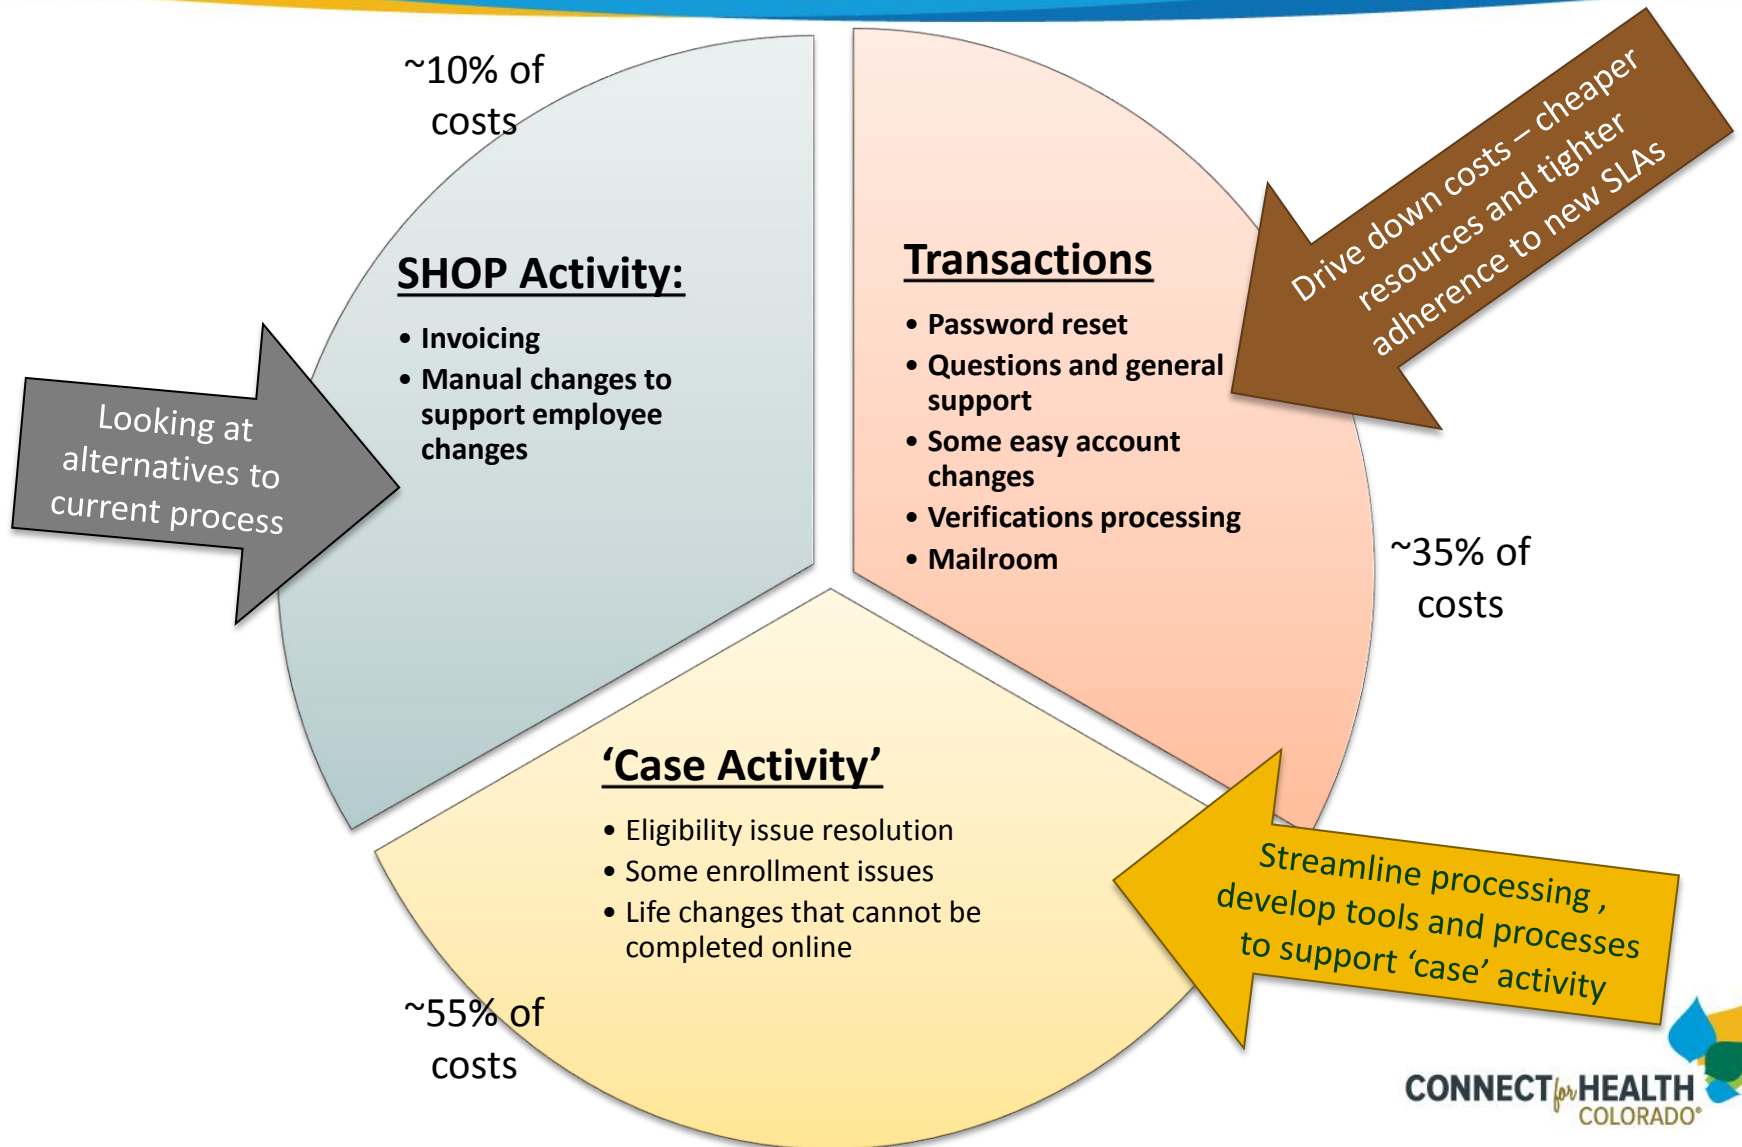 ~10% of
costs
SHOP Activity:
• Invoicing
• Manual changes to
support employee
changes
Looking at
alternatives to
current process
Transactions
• Password reset
• Questions and general
support
• Some easy account
changes
• Verifications processing
• Mailroom
Drive down costs – cheaper
resources and tighter
adherence to new SLAs
~35% of
costs
‘Case Activity’
• Eligibility issue resolution
• Some enrollment issues
• Life changes that cannot be
completed online
~55% of
costs
Streamline processing ,
develop tools and processes
to support ‘case’ activity
CONNECT for HEALTH
COLORADO®